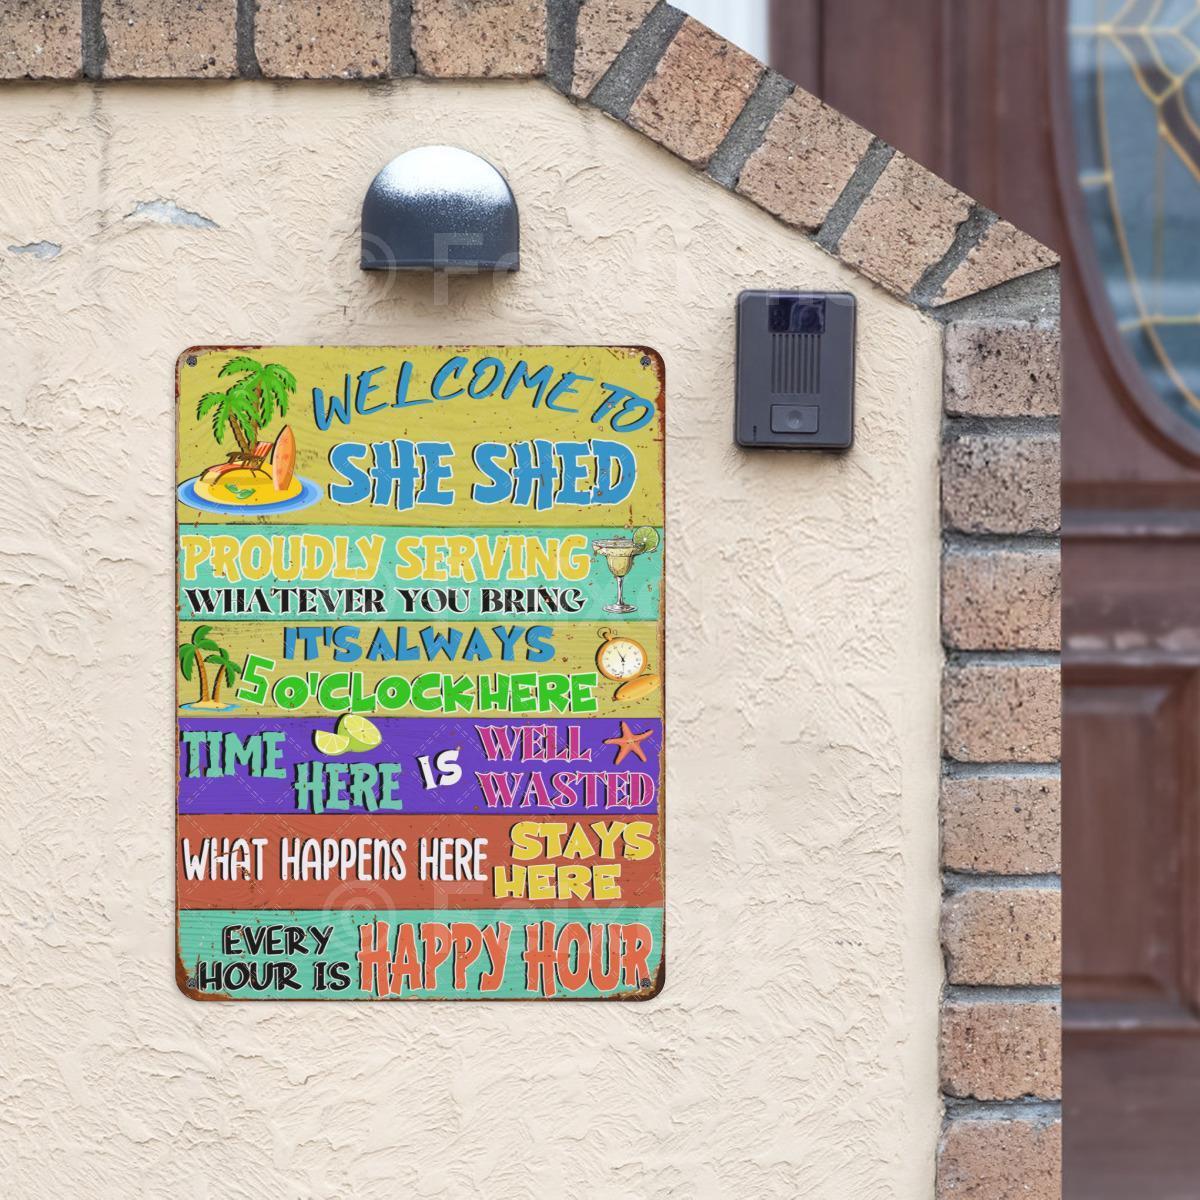 WELCOME TO
SHE SHED
PROUDLY SERVING
WHATEVER YOU BRING
IT'S ALWAYS
5 O'CLOCK HERE
TIME HERE IS WELL WASTED
WHAT HAPPENS HERE STAYS HERE
EVERY HOUR IS HAPPY HOUR